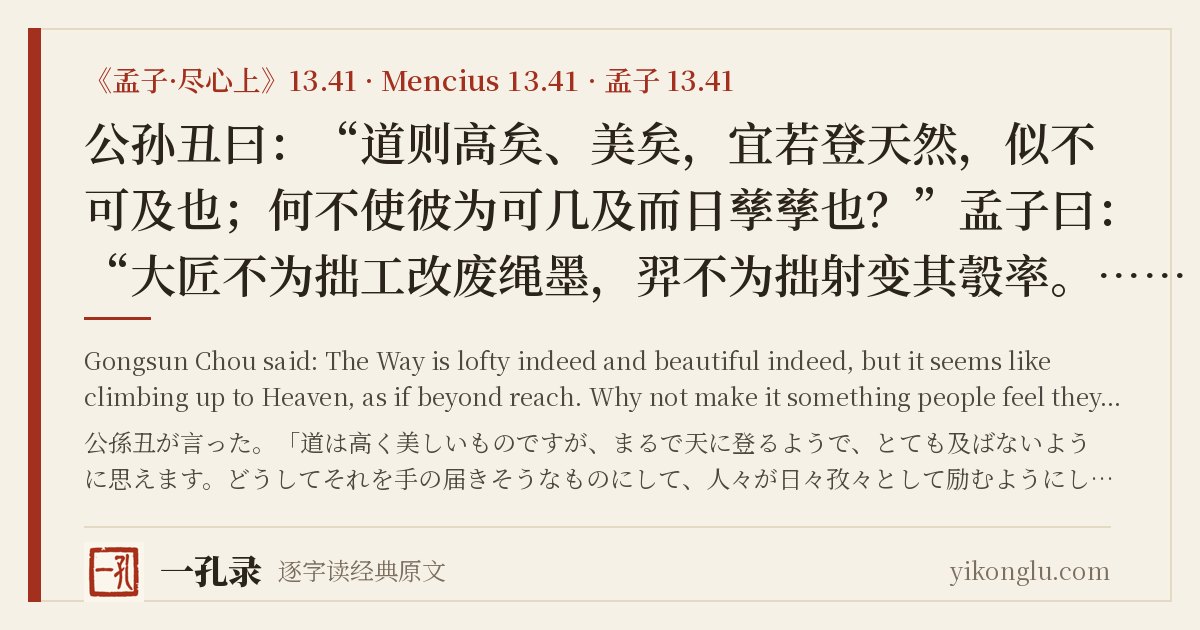 《孟子·尽心上》13.41 · Mencius 13.41 · 孟子 13.41
公孙丑曰：“道则高矣、美矣，宜若登天然，似不
可及也；何不使彼为可几及而日孳孳也？”孟子曰：
“大匠不为拙工改废绳墨，羿不为拙射变其彀率。……
Gongsun Chou said: The Way is lofty indeed and beautiful indeed, but it seems like
climbing up to Heaven, as if beyond reach. Why not make it something people feel they…
公孫丑が言った。「道は高く美しいものですが、まるで天に登るようで、とても及ばないよう
に思えます。どうしてそれを手の届きそうなものにして、人々が日々孜々として励むようにし…
一孔
一孔录 逐字读经典原文
yikonglu.com